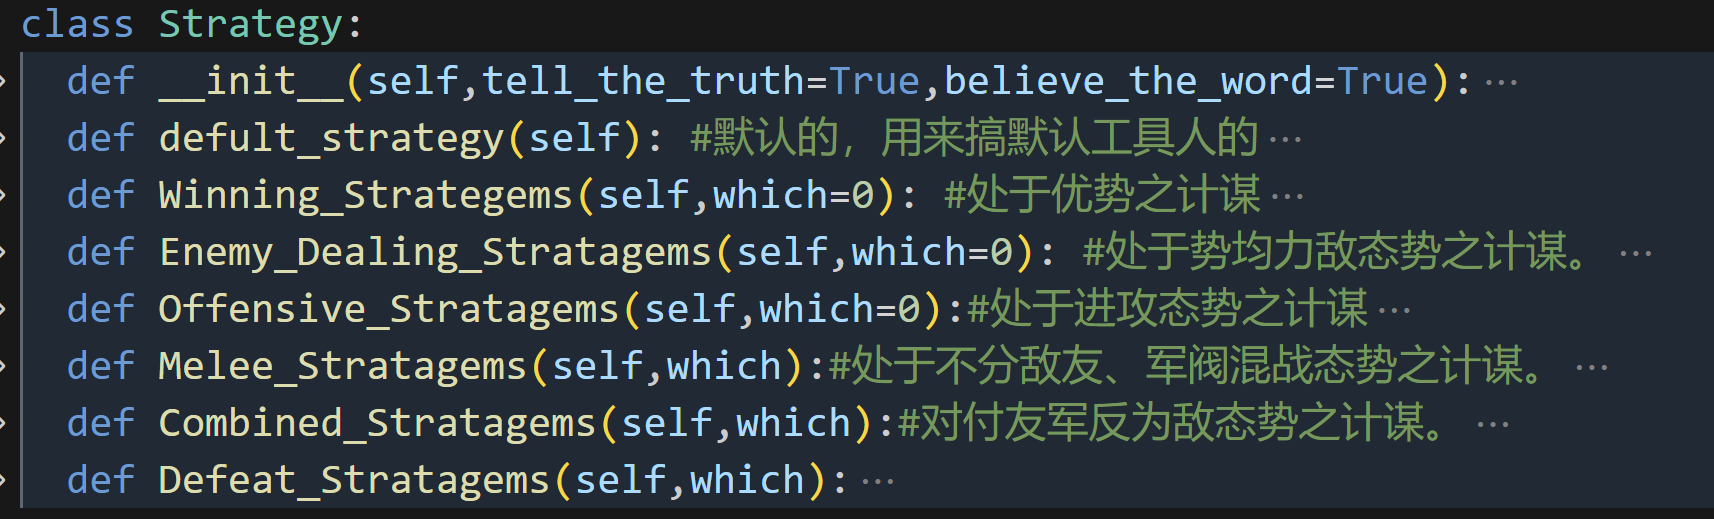 class Strategy:
def __init__(self,tell_the_truth=True,believe_the_word=True):…
def defult_strategy(self): #默认的，用来搞默认工具人的…
def Winning_Strategems(self,which=0): #处于优势之计谋…
def Enemy_Dealing_Stratagems(self,which=0): #处于势均力敌态势之计谋。…
def Offensive_Stratagems(self,which=0):#处于进攻态势之计谋…
def Melee_Stratagems(self,which):#处于不分敌友、军阀混战态势之计谋。…
def Combined_Stratagems(self,which):#对付友军反为敌态势之计谋。…
def Defeat_Stratagems(self,which):…